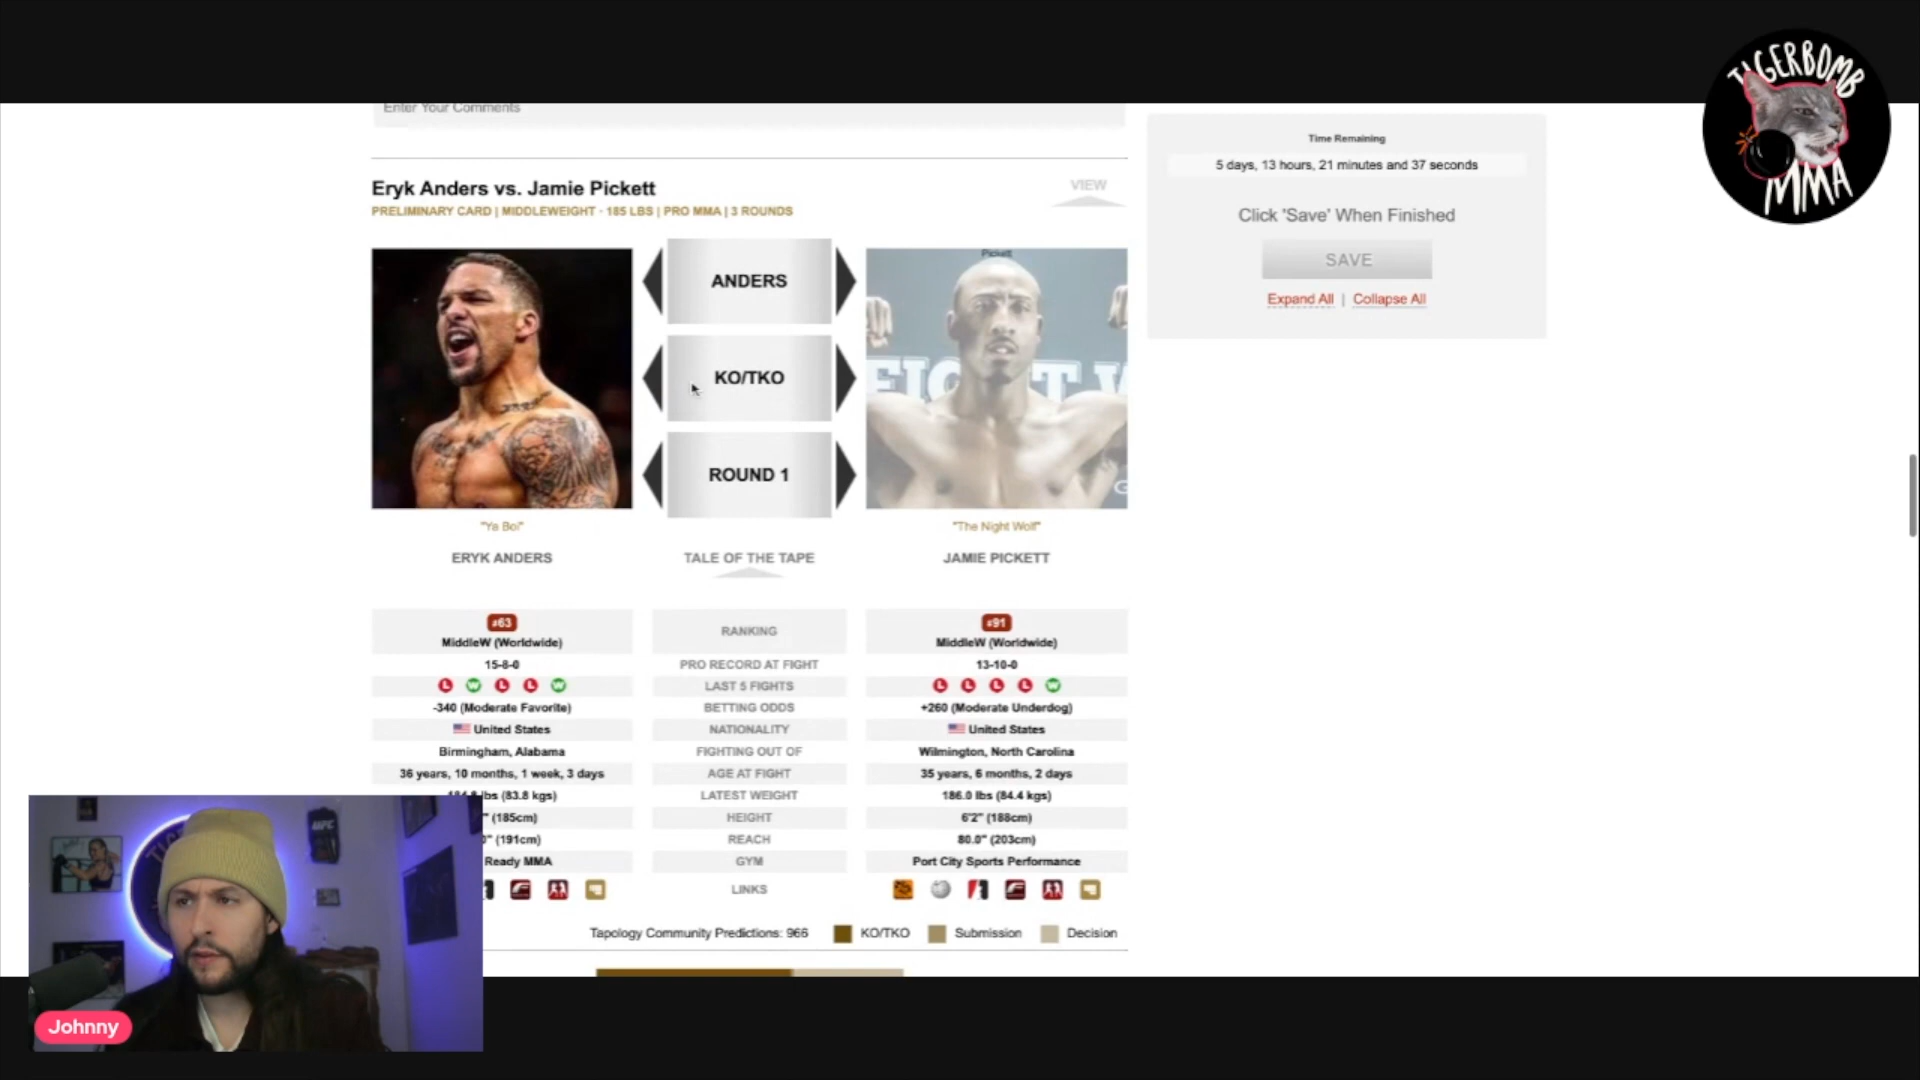 TIGERBOMB
MMA
Enter Your Comments
Time Remaining
5 days, 13 hours, 21 minutes and 37 seconds
Click 'Save' When Finished
SAVE
Expand All | Collapse All
Eryk Anders vs. Jamie Pickett
VIEW
PRELIMINARY CARD | MIDDLEWEIGHT · 185 LBS | PRO MMA | 3 ROUNDS
Pickett
ANDERS
KO/TKO
ROUND 1
FIGHT W
G
"Ya Boi"
"The Night Wolf"
ERYK ANDERS
TALE OF THE TAPE
JAMIE PICKETT
#63
MiddleW (Worldwide)
RANKING
#91
MiddleW (Worldwide)
15-8-0
PRO RECORD AT FIGHT
13-10-0
L W L L W
LAST 5 FIGHTS
L L L L W
-340 (Moderate Favorite)
BETTING ODDS
+260 (Moderate Underdog)
United States
NATIONALITY
United States
Birmingham, Alabama
FIGHTING OUT OF
Wilmington, North Carolina
36 years, 10 months, 1 week, 3 days
AGE AT FIGHT
35 years, 6 months, 2 days
lbs (83.8 kgs)
LATEST WEIGHT
186.0 lbs (84.4 kgs)
" (185cm)
HEIGHT
6'2" (188cm)
" (191cm)
REACH
80.0" (203cm)
Ready MMA
GYM
Port City Sports Performance
LINKS
Tapology Community Predictions: 966
KO/TKO
Submission
Decision
UFC
Johnny